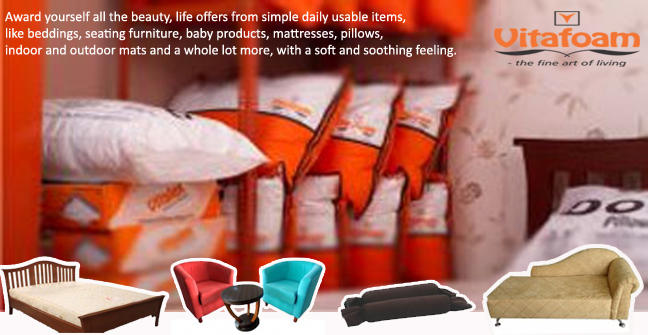 Award yourself all the beauty, life offers from simple daily usable items,
like beddings, seating furniture, baby products, mattresses, pillows,
indoor and outdoor mats and a whole lot more, with a soft and soothing feeling.
Vitafoam
- the fine art of living